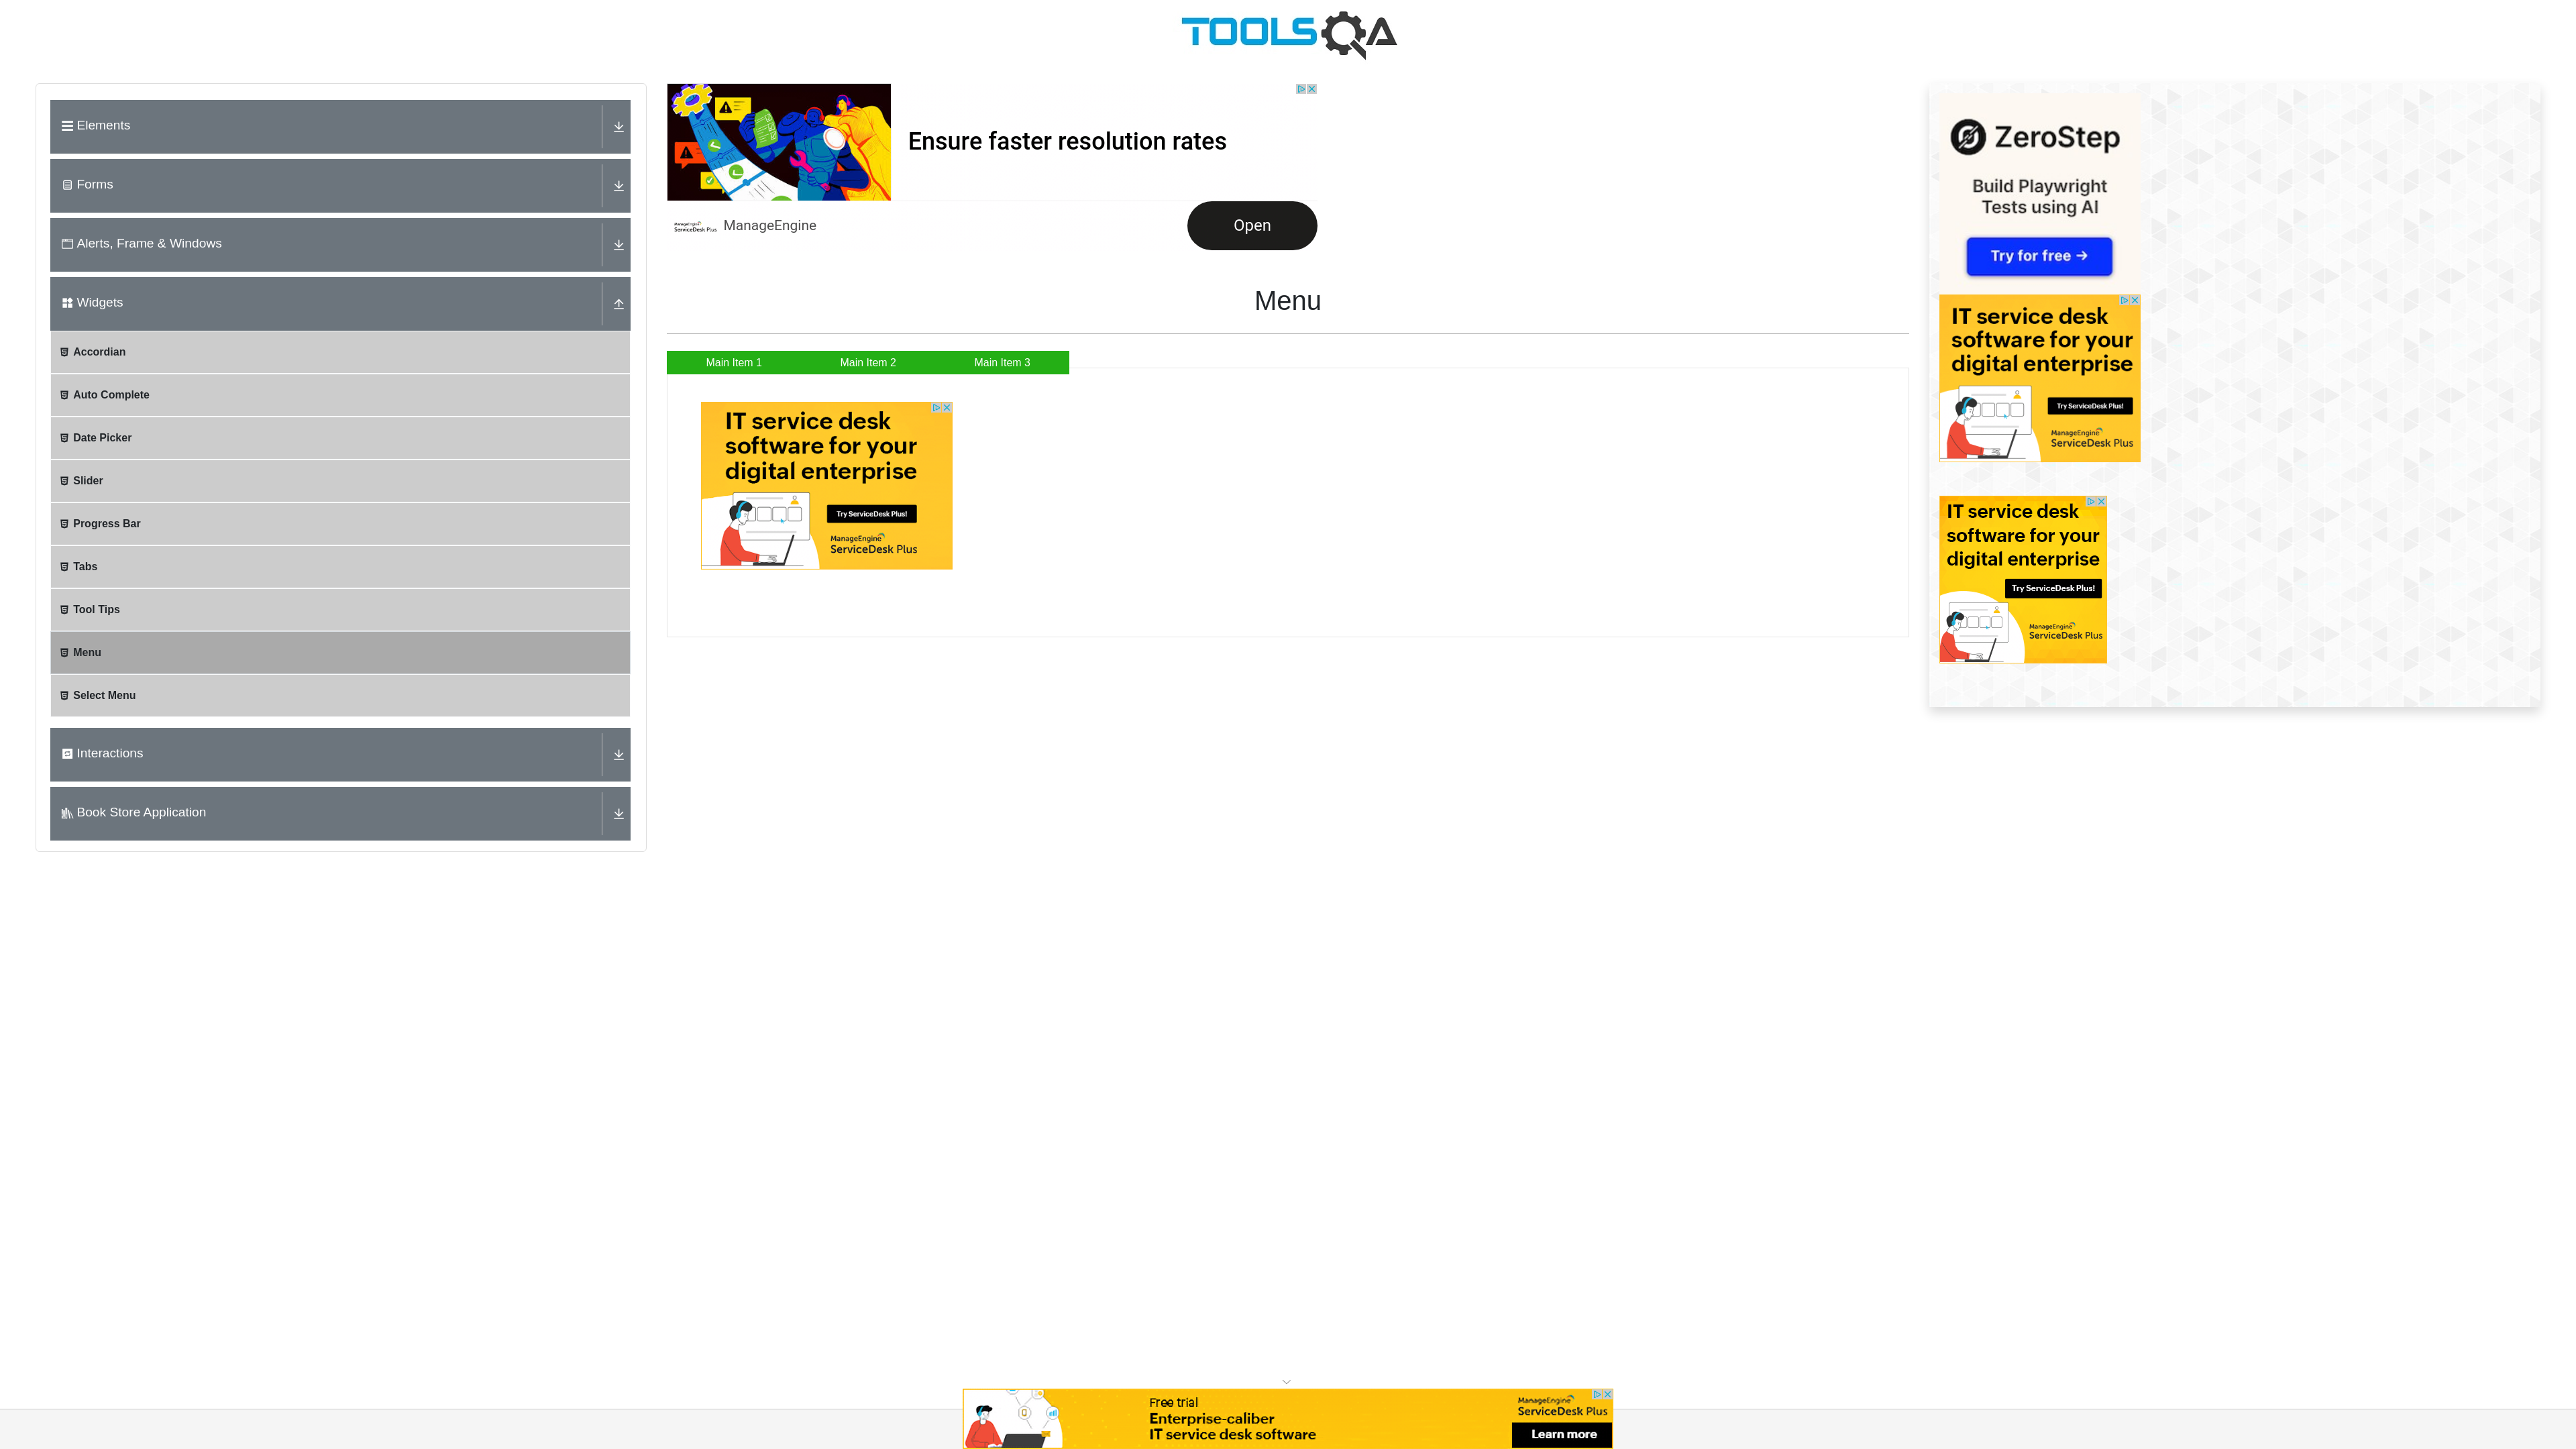 TOOLSQA
Elements
Forms
Alerts, Frame & Windows
Widgets
Accordian
Auto Complete
Date Picker
Slider
Progress Bar
Tabs
Tool Tips
Menu
Select Menu
Interactions
Book Store Application
Ensure faster resolution rates
ManageEngine
ServiceDesk Plus
ManageEngine
Open
Menu
Main Item 1
Main Item 2
Main Item 3
IT service desk
software for your
digital enterprise
Try ServiceDesk Plus!
ManageEngine
ServiceDesk Plus
ZeroStep
Build Playwright
Tests using AI
Try for free →
IT service desk
software for your
digital enterprise
Try ServiceDesk Plus!
ManageEngine
ServiceDesk Plus
IT service desk
software for your
digital enterprise
Try ServiceDesk Plus!
ManageEngine
ServiceDesk Plus
Free trial
Enterprise-caliber
IT service desk software
ManageEngine
ServiceDesk Plus
Learn more